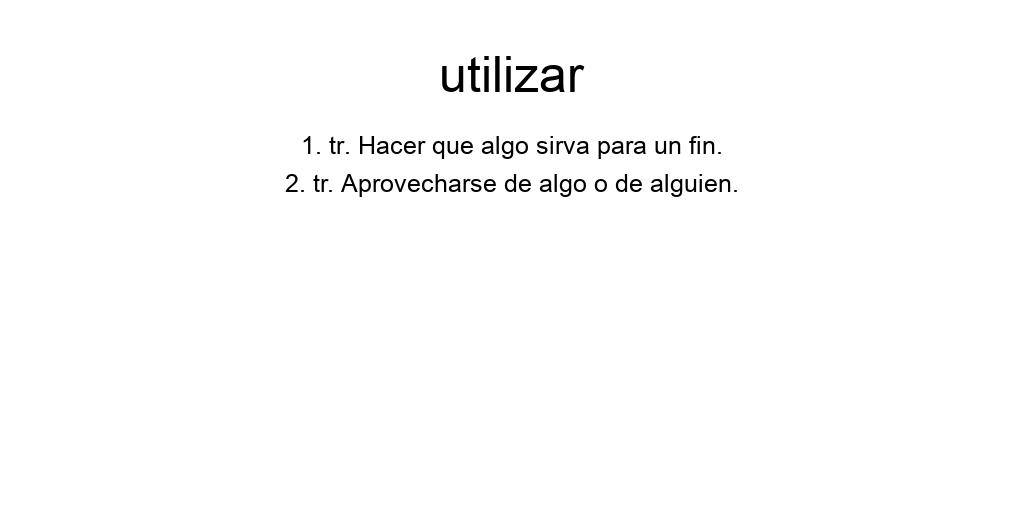 utilizar
1. tr. Hacer que algo sirva para un fin.
2. tr. Aprovecharse de algo o de alguien.